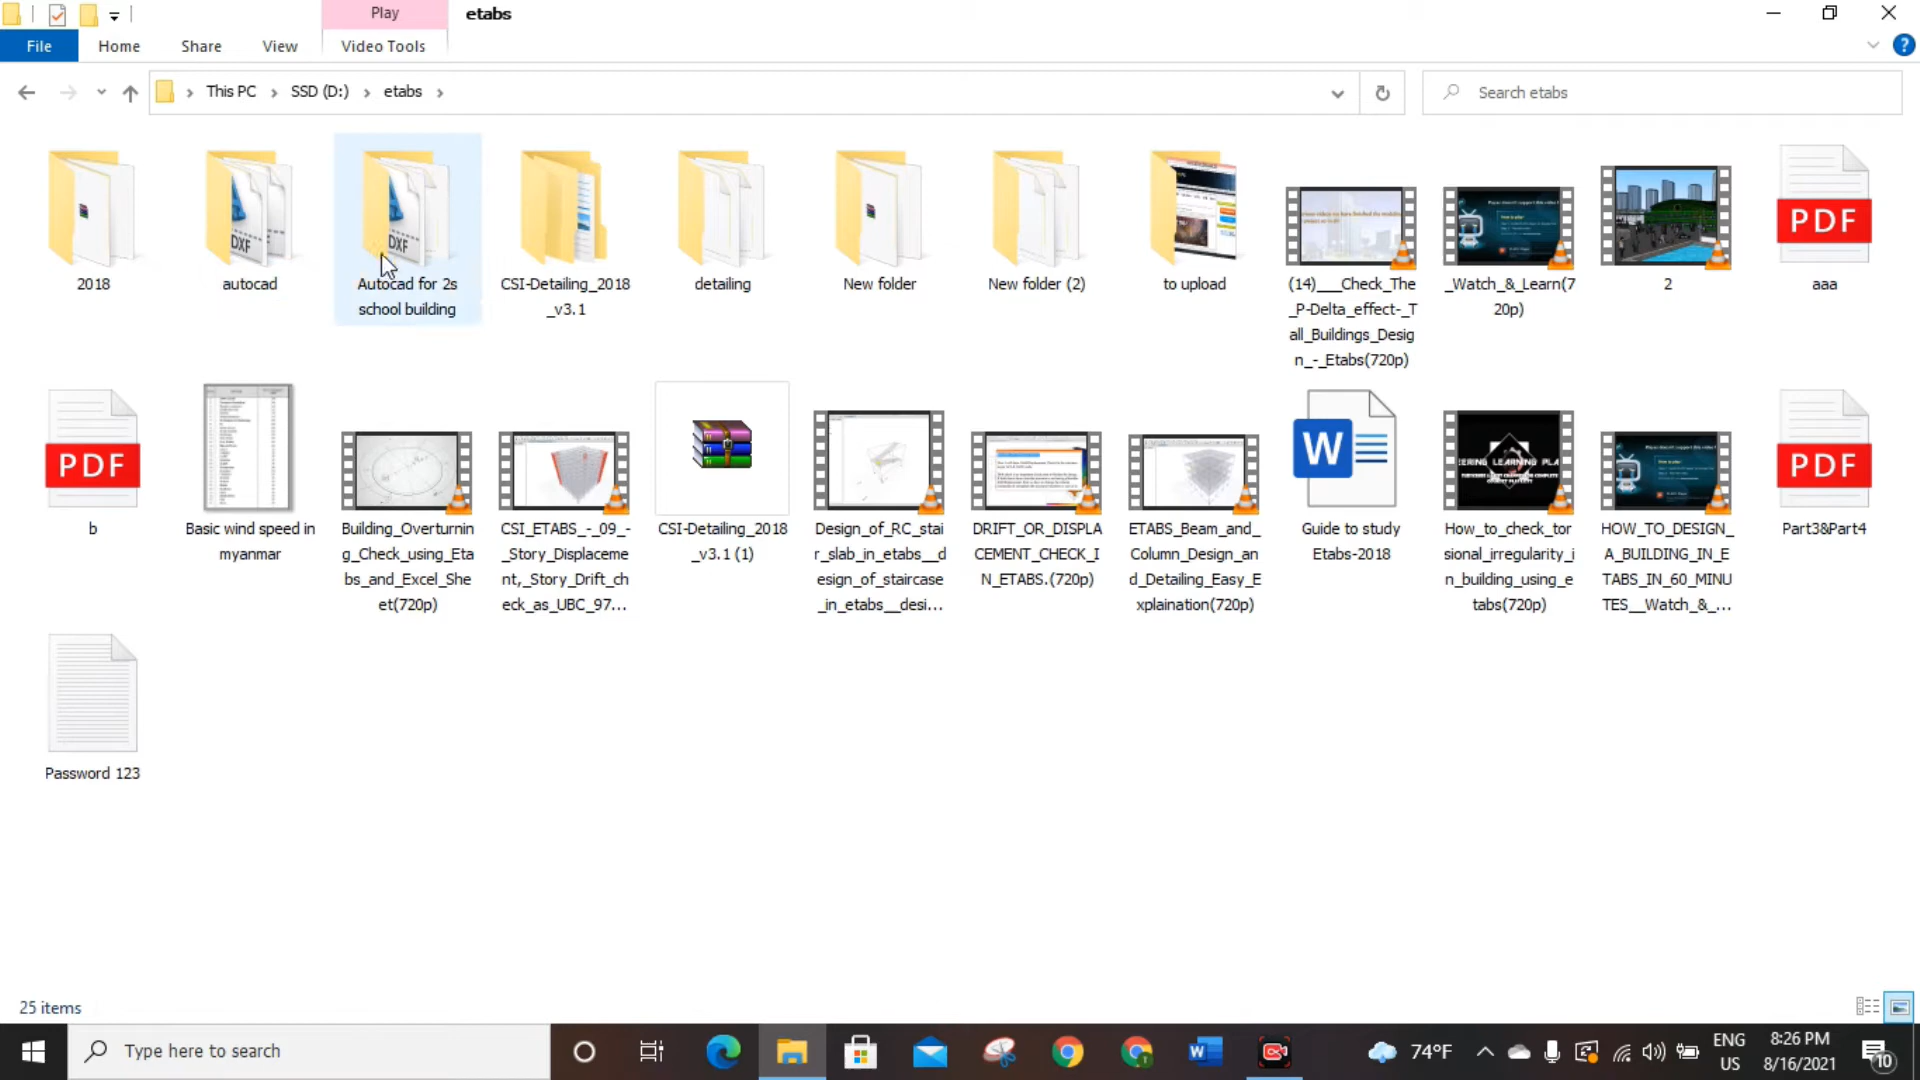 Play
etabs
File
Home
Share
View
Video Tools
This PC
SSD (D:)
etabs
Search etabs
2018
autocad
Autocad for 2s
school building
CSI-Detailing_2018
_v3.1
detailing
New folder
New folder (2)
to upload
(14)___Check_The
_P-Delta_effect-_T
all_Buildings_Desig
n_-_Etabs(720p)
_Watch_&_Learn(7
20p)
2
PDF
aaa
DXF
DXF
PDF
b
Basic wind speed in
myanmar
Building_Overturnin
g_Check_using_Eta
bs_and_Excel_She
et(720p)
CSI_ETABS_-_09_-
_Story_Displaceme
nt,_Story_Drift_ch
eck_as_UBC_97...
CSI-Detailing_2018
_v3.1 (1)
Design_of_RC_stai
r_slab_in_etabs__d
esign_of_staircase
_in_etabs__desi...
DRIFT_OR_DISPLA
CEMENT_CHECK_I
N_ETABS.(720p)
ETABS_Beam_and_
Column_Design_an
d_Detailing_Easy_E
xplaination(720p)
W
Guide to study
Etabs-2018
EERING LEARNING PLA
How_to_check_tor
sional_irregularity_i
n_building_using_e
tabs(720p)
HOW_TO_DESIGN_
A_BUILDING_IN_E
TABS_IN_60_MINU
TES__Watch_&_...
PDF
Part3&Part4
Password 123
25 items
Type here to search
W
74°F
ENG
US
8:26 PM
8/16/2021
10